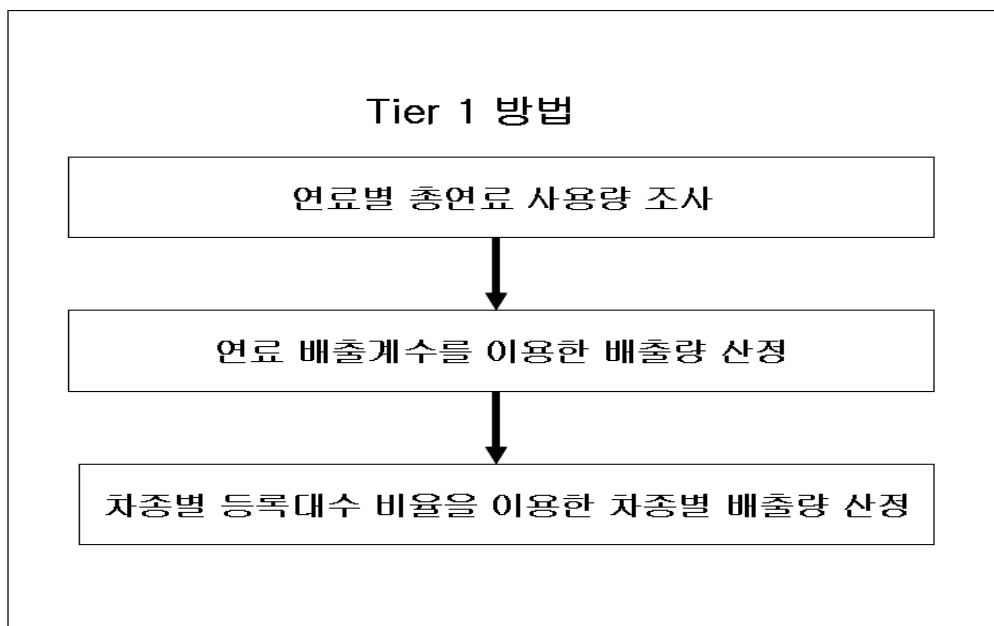 Tier 1 방법
연료별 총연료 사용량 조사
연료 배출계수를 이용한 배출량 산정
차종별 등록대수 비율을 이용한 차종별 배출량 산정